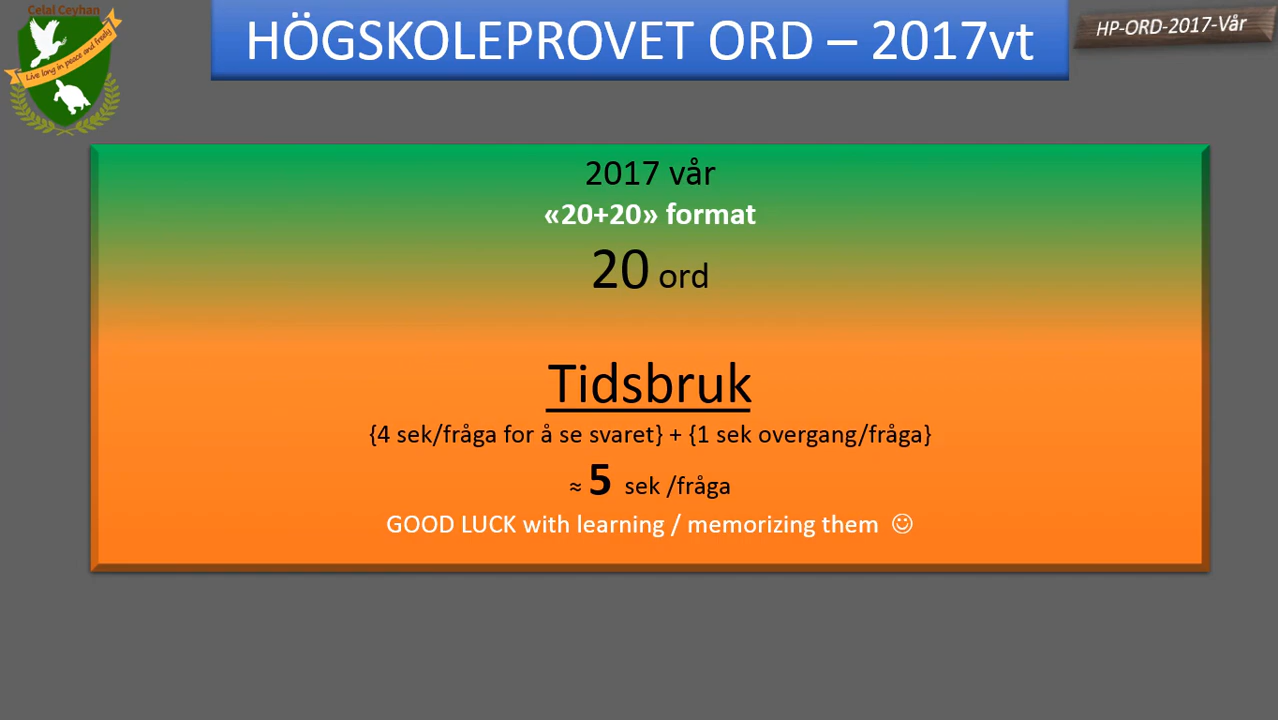 Celal Ceyhan
Live long in peace and freely
HÖGSKOLEPROVET ORD – 2017vt
HP-ORD-2017-Vår
2017 vår
«20+20» format
20 ord
Tidsbruk
{4 sek/fråga for å se svaret} + {1 sek overgang/fråga}
≈ 5 sek /fråga
GOOD LUCK with learning / memorizing them ☺